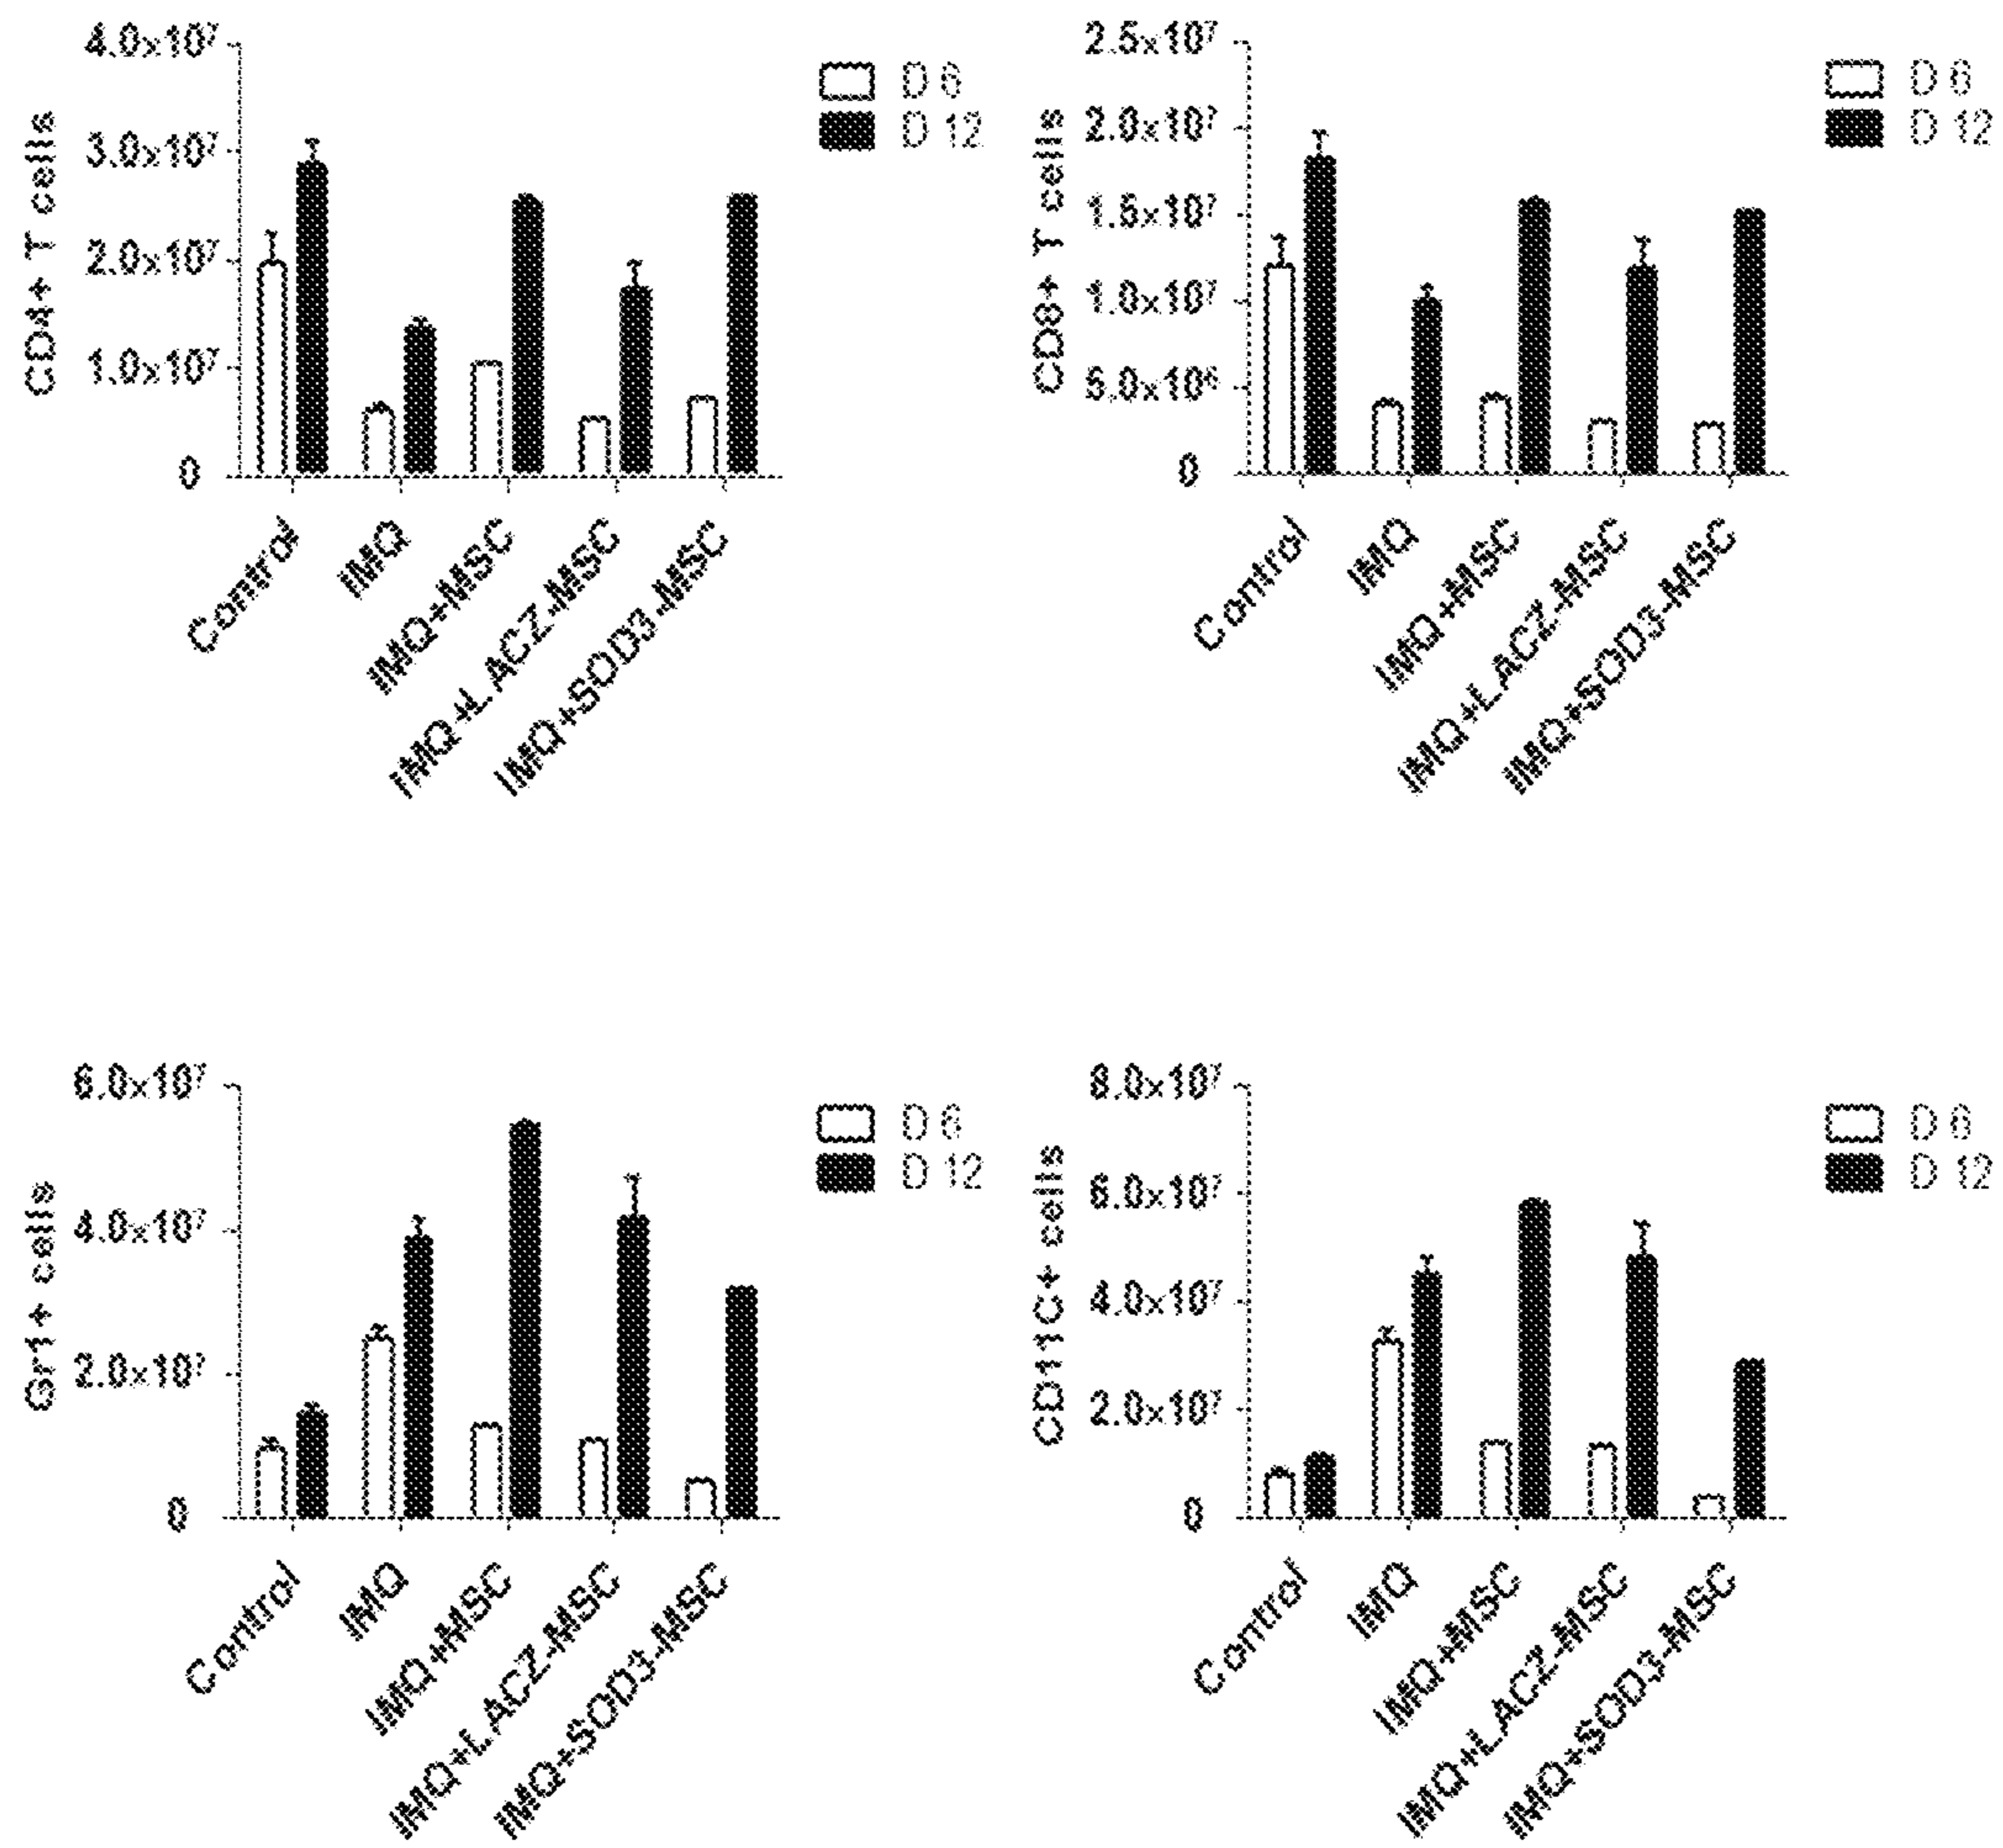 CD4+ T cells
4.0x10⁷
3.0x10⁷
2.0x10⁷
1.0x10⁷
0
Control
IMQ
IMQ+MSC
IMQ+LACZ-MSC
IMQ+SOD3-MSC
D 6
D 12
CD8+ T cells
2.5x10⁷
2.0x10⁷
1.5x10⁷
1.0x10⁷
5.0x10⁶
0
Control
IMQ
IMQ+MSC
IMQ+LACZ-MSC
IMQ+SOD3-MSC
D 6
D 12
Gr1+ cells
6.0x10⁷
4.0x10⁷
2.0x10⁷
0
Control
IMQ
IMQ+MSC
IMQ+LACZ-MSC
IMQ+SOD3-MSC
D 6
D 12
CD11C+ cells
8.0x10⁷
6.0x10⁷
4.0x10⁷
2.0x10⁷
0
Control
IMQ
IMQ+MSC
IMQ+LACZ-MSC
IMQ+SOD3-MSC
D 6
D 12